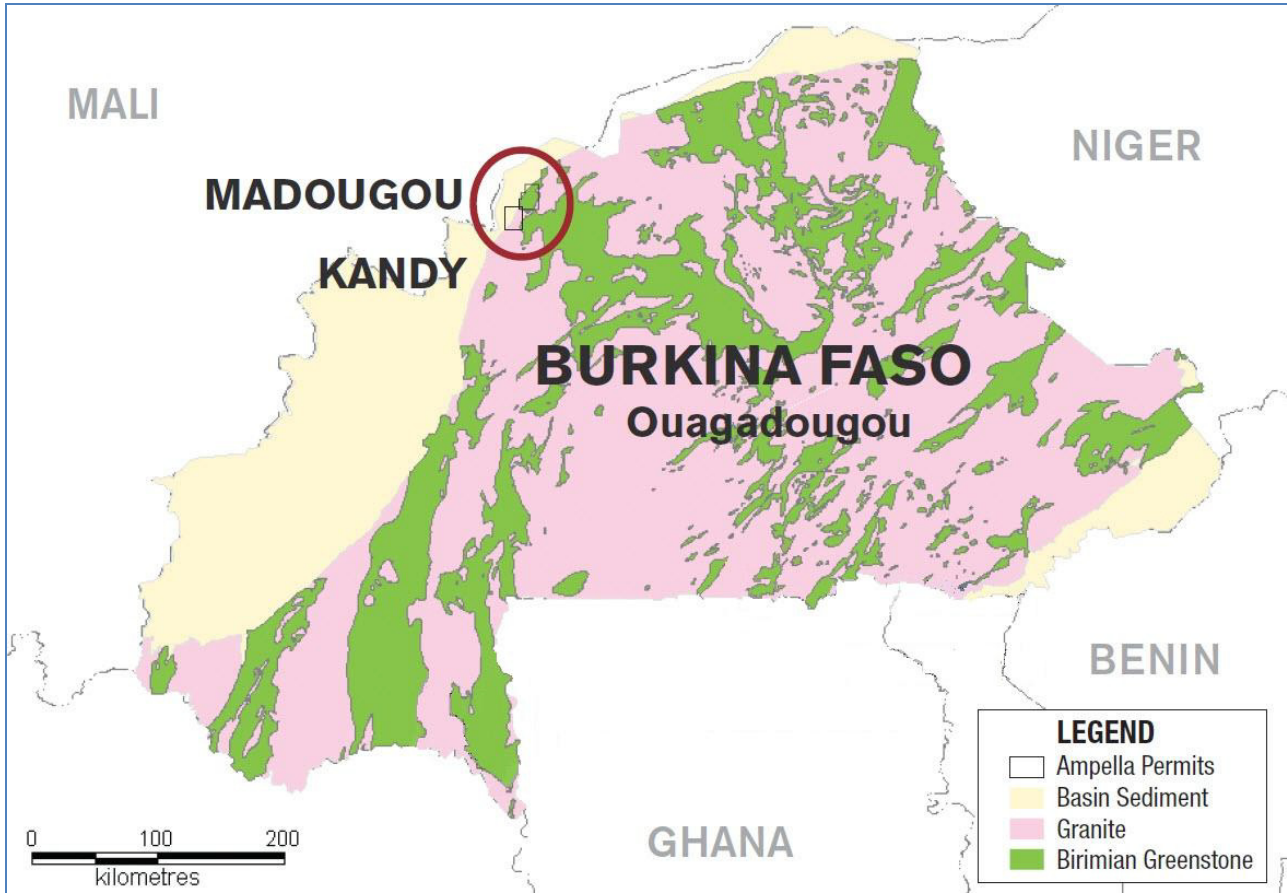 MALI
NIGER
MADOUGOU
KANDY
BURKINA FASO
Ouagadougou
BENIN
GHANA
LEGEND
Ampella Permits
Basin Sediment
Granite
Birimian Greenstone
0 100 200
kilometres